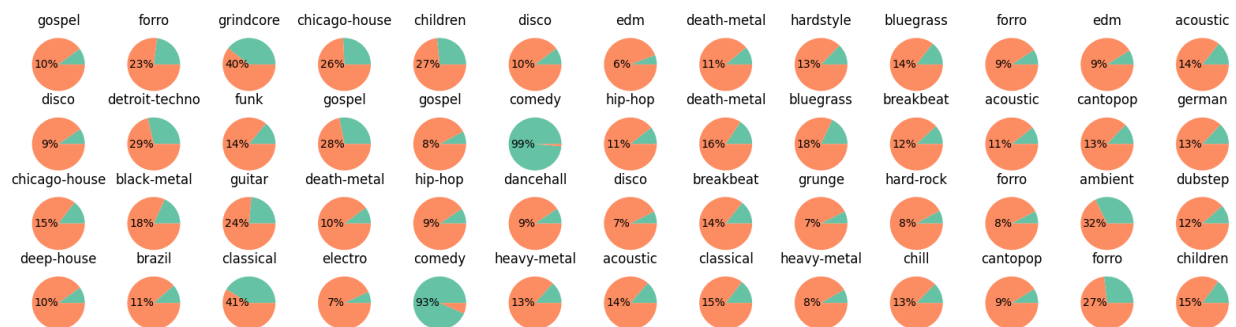 gospel forro grindcore chicago-house children disco edm death-metal hardstyle bluegrass forro edm acoustic
10% 23% 40% 26% 27% 10% 6% 11% 13% 14% 9% 9% 14%
disco detroit-techno funk gospel gospel comedy hip-hop death-metal bluegrass breakbeat acoustic cantopop german
9% 29% 14% 28% 8% 99% 11% 16% 18% 12% 11% 13% 13%
chicago-house black-metal guitar death-metal hip-hop dancehall disco breakbeat grunge hard-rock forro ambient dubstep
15% 18% 24% 10% 9% 9% 7% 14% 7% 8% 8% 32% 12%
deep-house brazil classical electro comedy heavy-metal acoustic classical heavy-metal chill cantopop forro children
10% 11% 41% 7% 93% 13% 14% 15% 8% 13% 9% 27% 15%